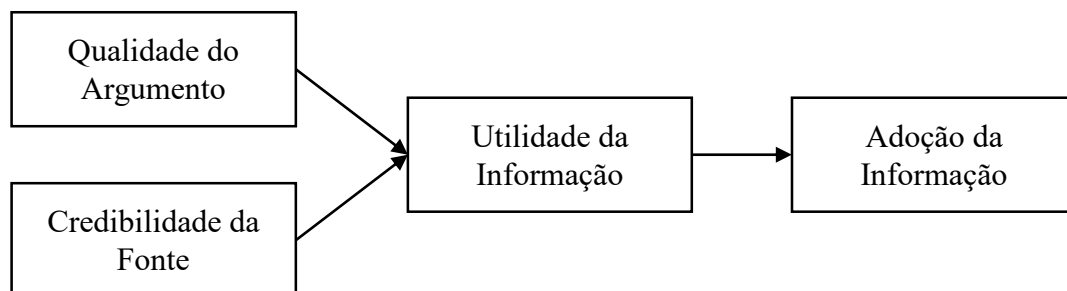 Qualidade do
Argumento
Credibilidade da
Fonte
Utilidade da
Informação
Adoção da
Informação